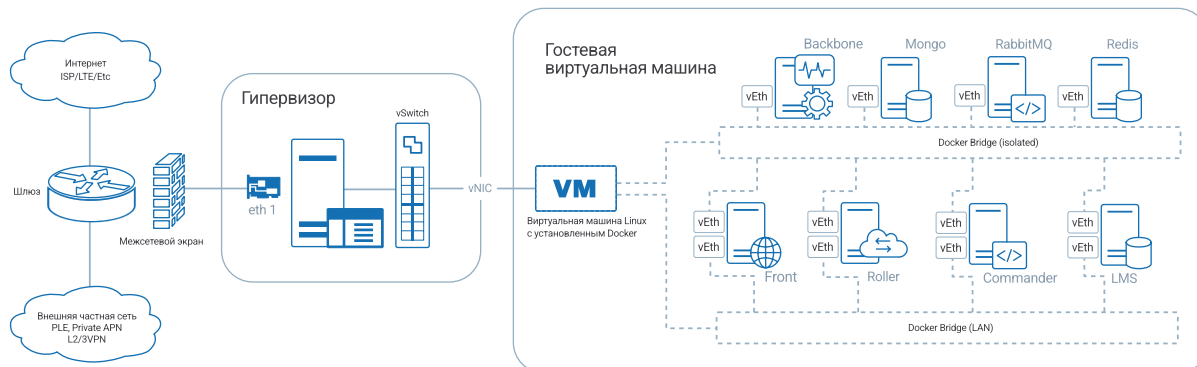 Интернет
ISP/LTE/Etc
Шлюз
Межсетевой экран
Внешняя частная сеть
PLE, Private APN
L2/3VPN
Гипервизор
eth 1
vSwitch
vNIC
Гостевая
виртуальная машина
VM
Виртуальная машина Linux
с установленным Docker
Backbone
Mongo
RabbitMQ
Redis
vEth
vEth
vEth
vEth
Docker Bridge (isolated)
vEth
vEth
vEth
vEth
vEth
vEth
vEth
vEth
Front
Roller
Commander
LMS
Docker Bridge (LAN)